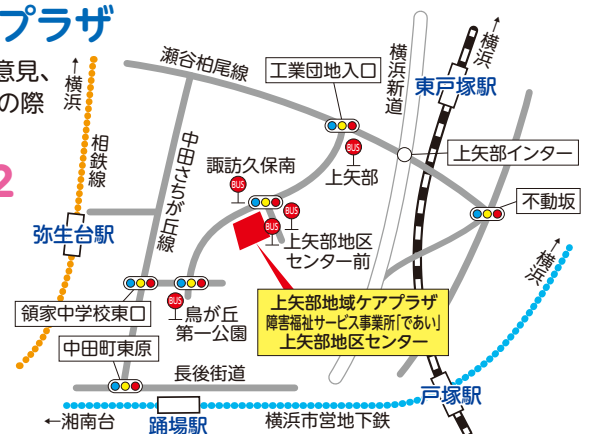 プラザ
意見、
の際
2
←横浜
相鉄線
弥生台駅
瀬谷柏尾線
中田さちが丘線
工業団地入口
横浜新道
←横浜
東戸塚駅
上矢部インター
不動坂
BUS
上矢部
諏訪久保南
BUS
BUS
BUS
上矢部地区
センター前
領家中学校東口
BUS
鳥が丘
第一公園
中田町東原
長後街道
上矢部地域ケアプラザ
障害福祉サービス事業所「であい」
上矢部地区センター
←横浜
戸塚駅
←湘南台
踊場駅
横浜市営地下鉄